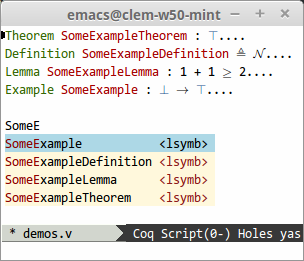 emacs@clem-w50-mint
Theorem SomeExampleTheorem : ⊤....
Definition SomeExampleDefinition ≜ 𝒩....
Lemma SomeExampleLemma : 1 + 1 ≥ 2....
Example SomeExample : ⊥ → ⊤....
SomeE
SomeExample <lsymb>
SomeExampleDefinition <lsymb>
SomeExampleLemma <lsymb>
SomeExampleTheorem <lsymb>
* demos.v Coq Script(0-) Holes yas